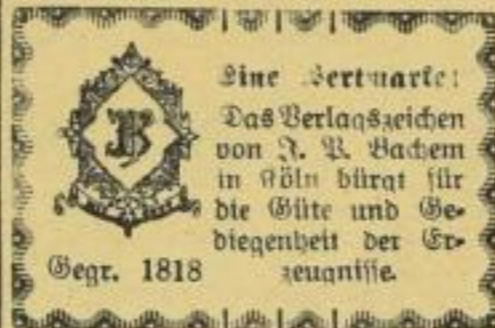 Eine Wertmarke:
Das Verlagszeichen
von J. P. Bachem
in Köln bürgt für
die Güte und Ge-
diegenheit der Er-
zeugnisse.
B
Gegr. 1818